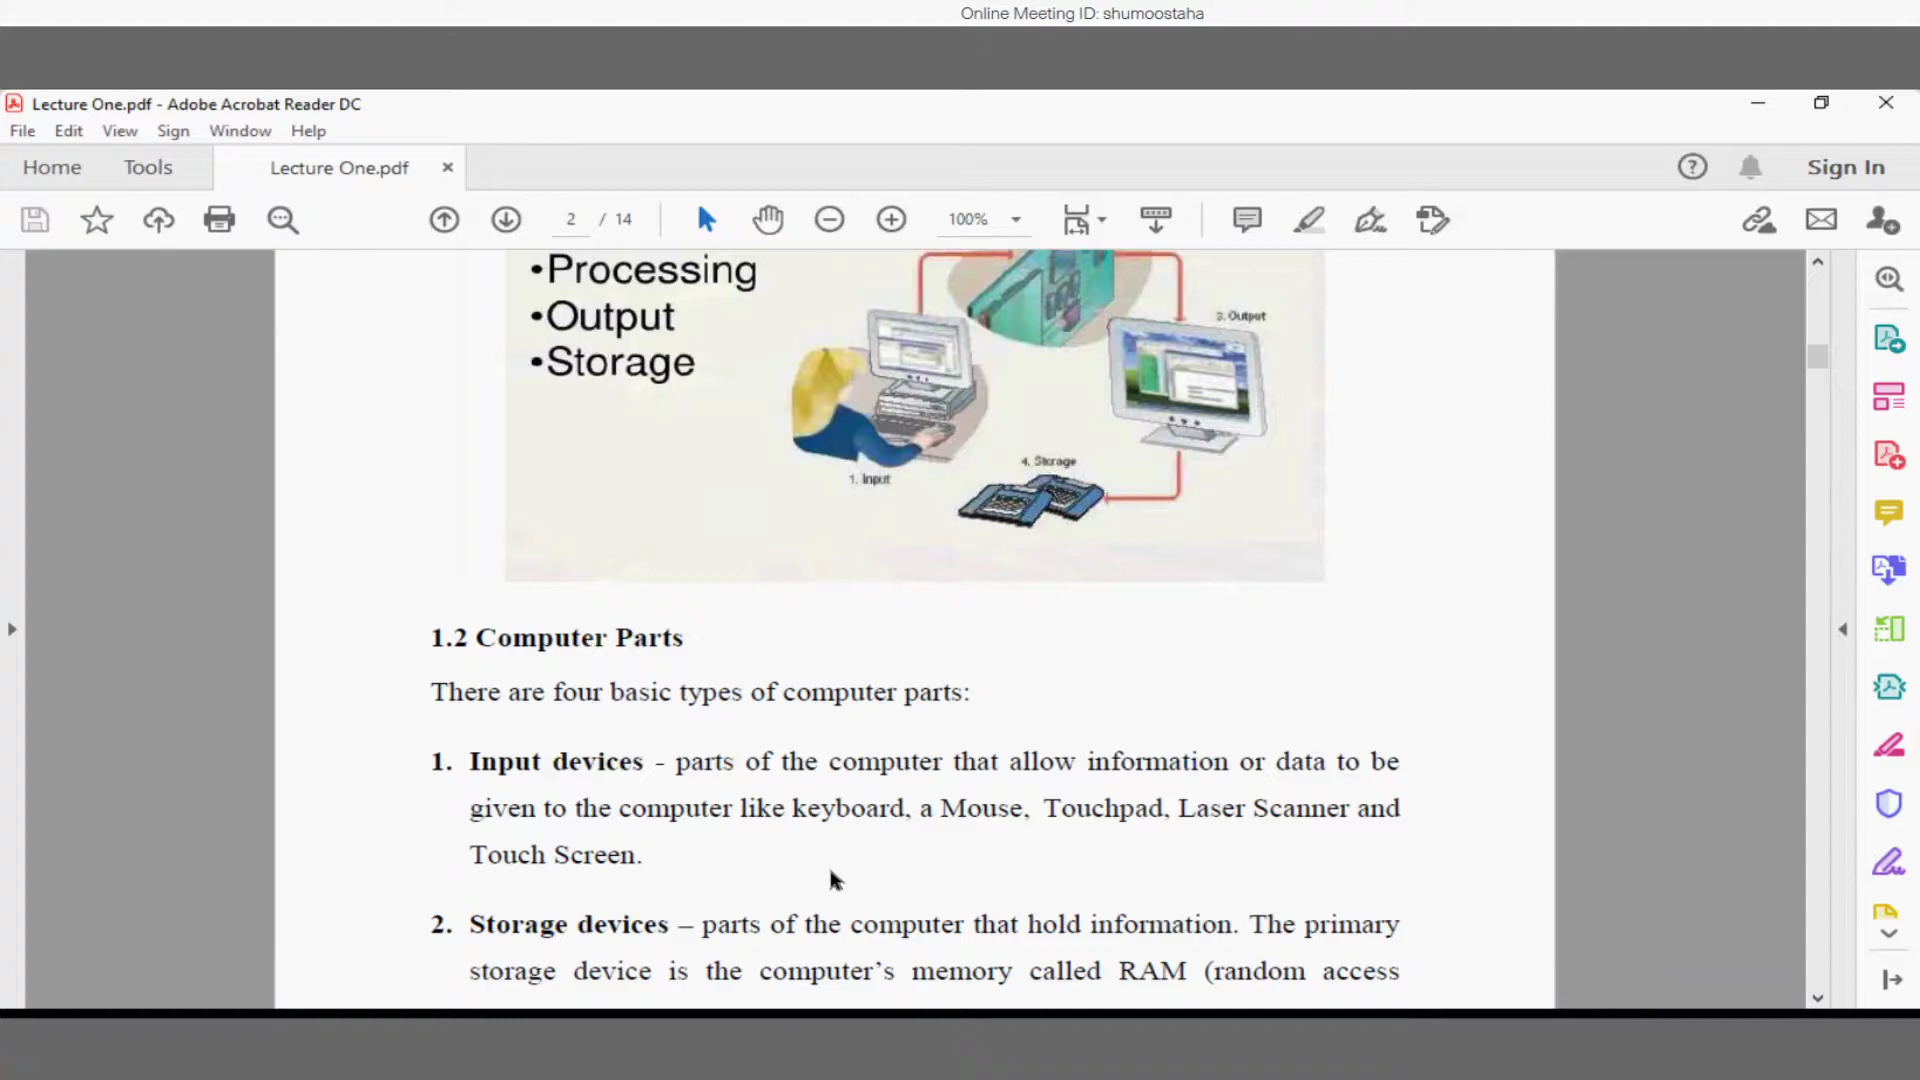 Online Meeting ID: shumoostaha
Lecture One.pdf - Adobe Acrobat Reader DC
File Edit View Sign Window Help
Home Tools Lecture One.pdf Sign In
2 / 14 100%
•Processing
•Output
•Storage
3. Output
4. Storage
1. Input
1.2 Computer Parts
There are four basic types of computer parts:
1. Input devices - parts of the computer that allow information or data to be
given to the computer like keyboard, a Mouse, Touchpad, Laser Scanner and
Touch Screen.
2. Storage devices – parts of the computer that hold information. The primary
storage device is the computer’s memory called RAM (random access